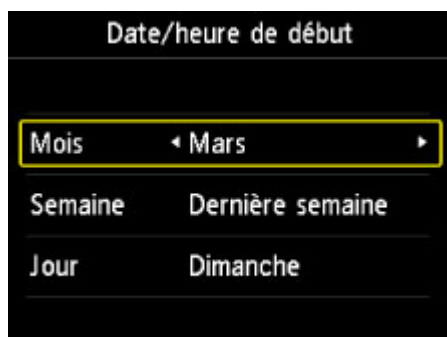 Date/heure de début
Mois Mars
Semaine Dernière semaine
Jour Dimanche